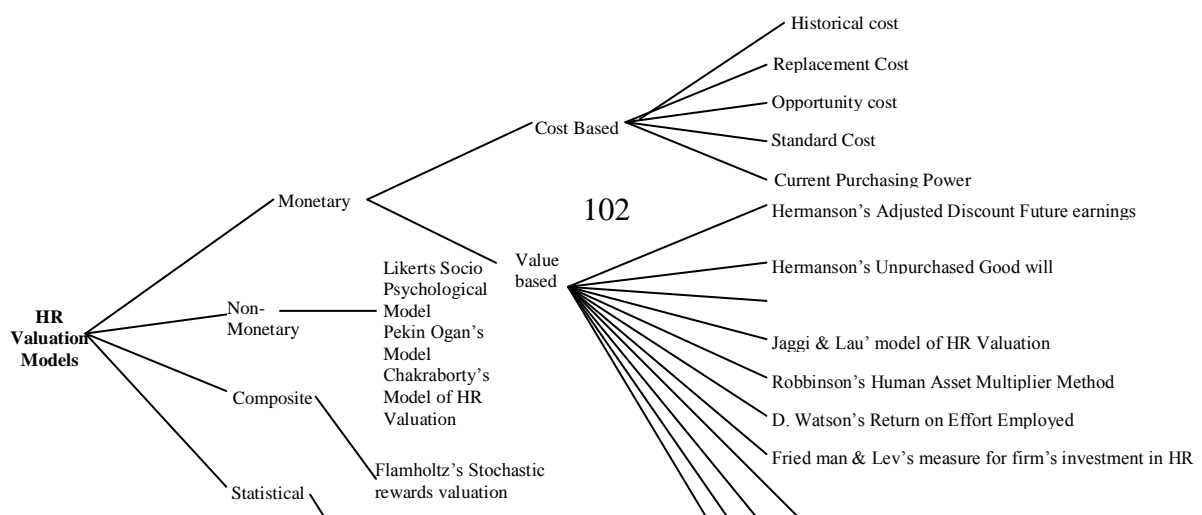 Historical cost
Replacement Cost
Opportunity cost
Cost Based
Standard Cost
Current Purchasing Power
Monetary
102
Hermanson's Adjusted Discount Future earnings
Value
based
Hermanson's Unpurchased Good will
Likerts Socio
Psychological
Model
Pekin Ogan's
Model
Chakraborty's
Model of HR
Valuation
HR
Valuation
Models
Non-
Monetary
Jaggi & Lau' model of HR Valuation
Robbinson's Human Asset Multiplier Method
D. Watson's Return on Effort Employed
Fried man & Lev's measure for firm's investment in HR
Composite
Flamholtz's Stochastic
rewards valuation
Statistical